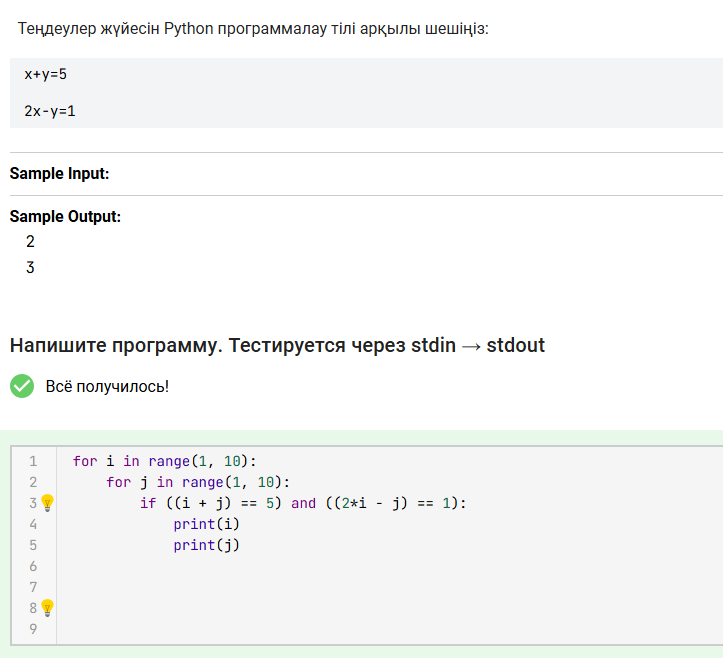 Теңдеулер жүйесін Python программалау тілі арқылы шешіңіз:
x+y=5
2x-y=1
Sample Input:
Sample Output:
2
3
Напишите программу. Тестируется через stdin → stdout
Всё получилось!
1 for i in range(1, 10):
2     for j in range(1, 10):
3         if ((i + j) == 5) and ((2*i - j) == 1):
4             print(i)
5             print(j)
6
7
8
9